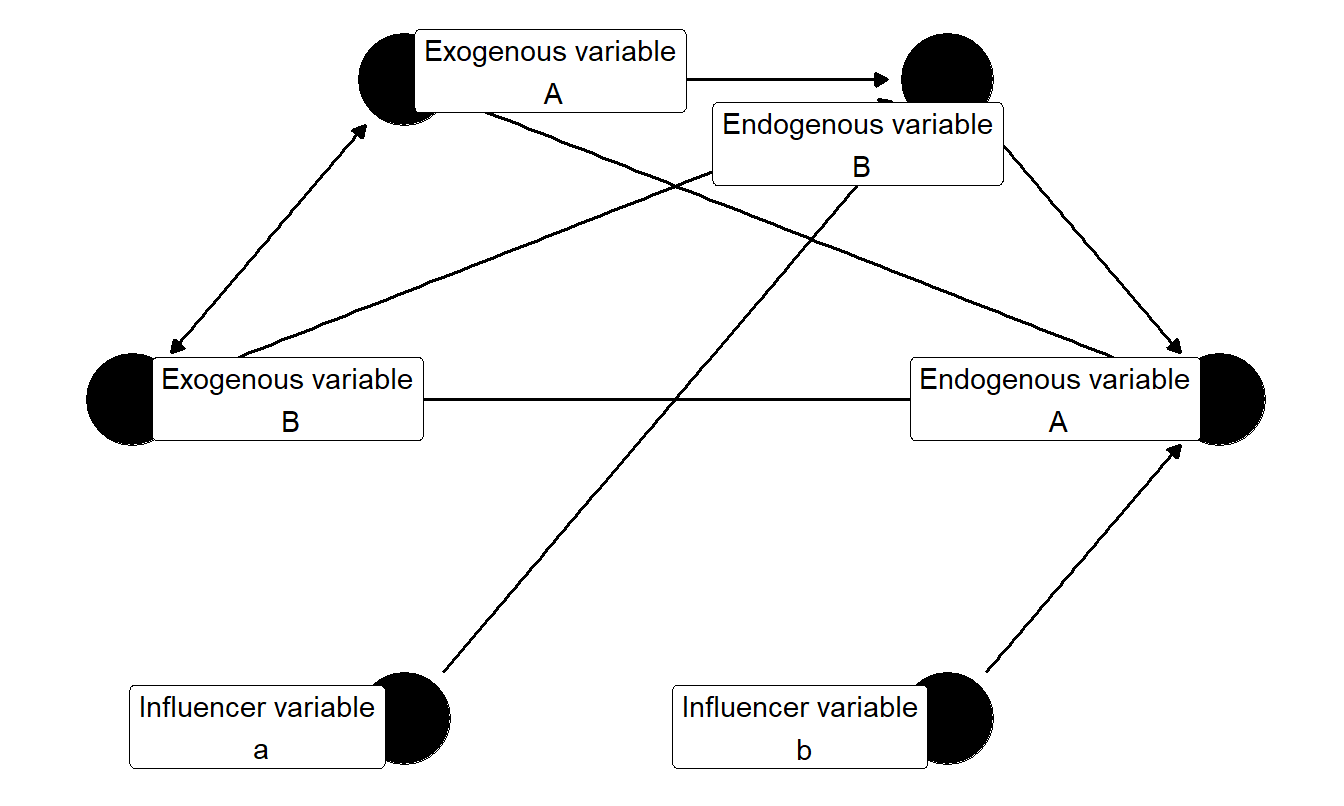 Exogenous variable
A
Endogenous variable
B
Exogenous variable
B
Endogenous variable
A
Influencer variable
a
Influencer variable
b